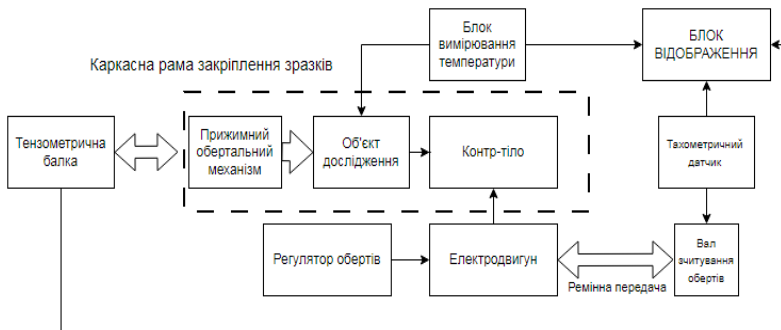 Блок
вимірювання
температури
БЛОК
ВІДОБРАЖЕННЯ
Каркасна рама закріплення зразків
Тензометрична
балка
Прижимний
обертальний
механізм
Об'єкт
дослідження
Контр-тіло
Тахометричний
датчик
Регулятор обертів
Електродвигун
Ремінна передача
Вал
зчитування
обертів